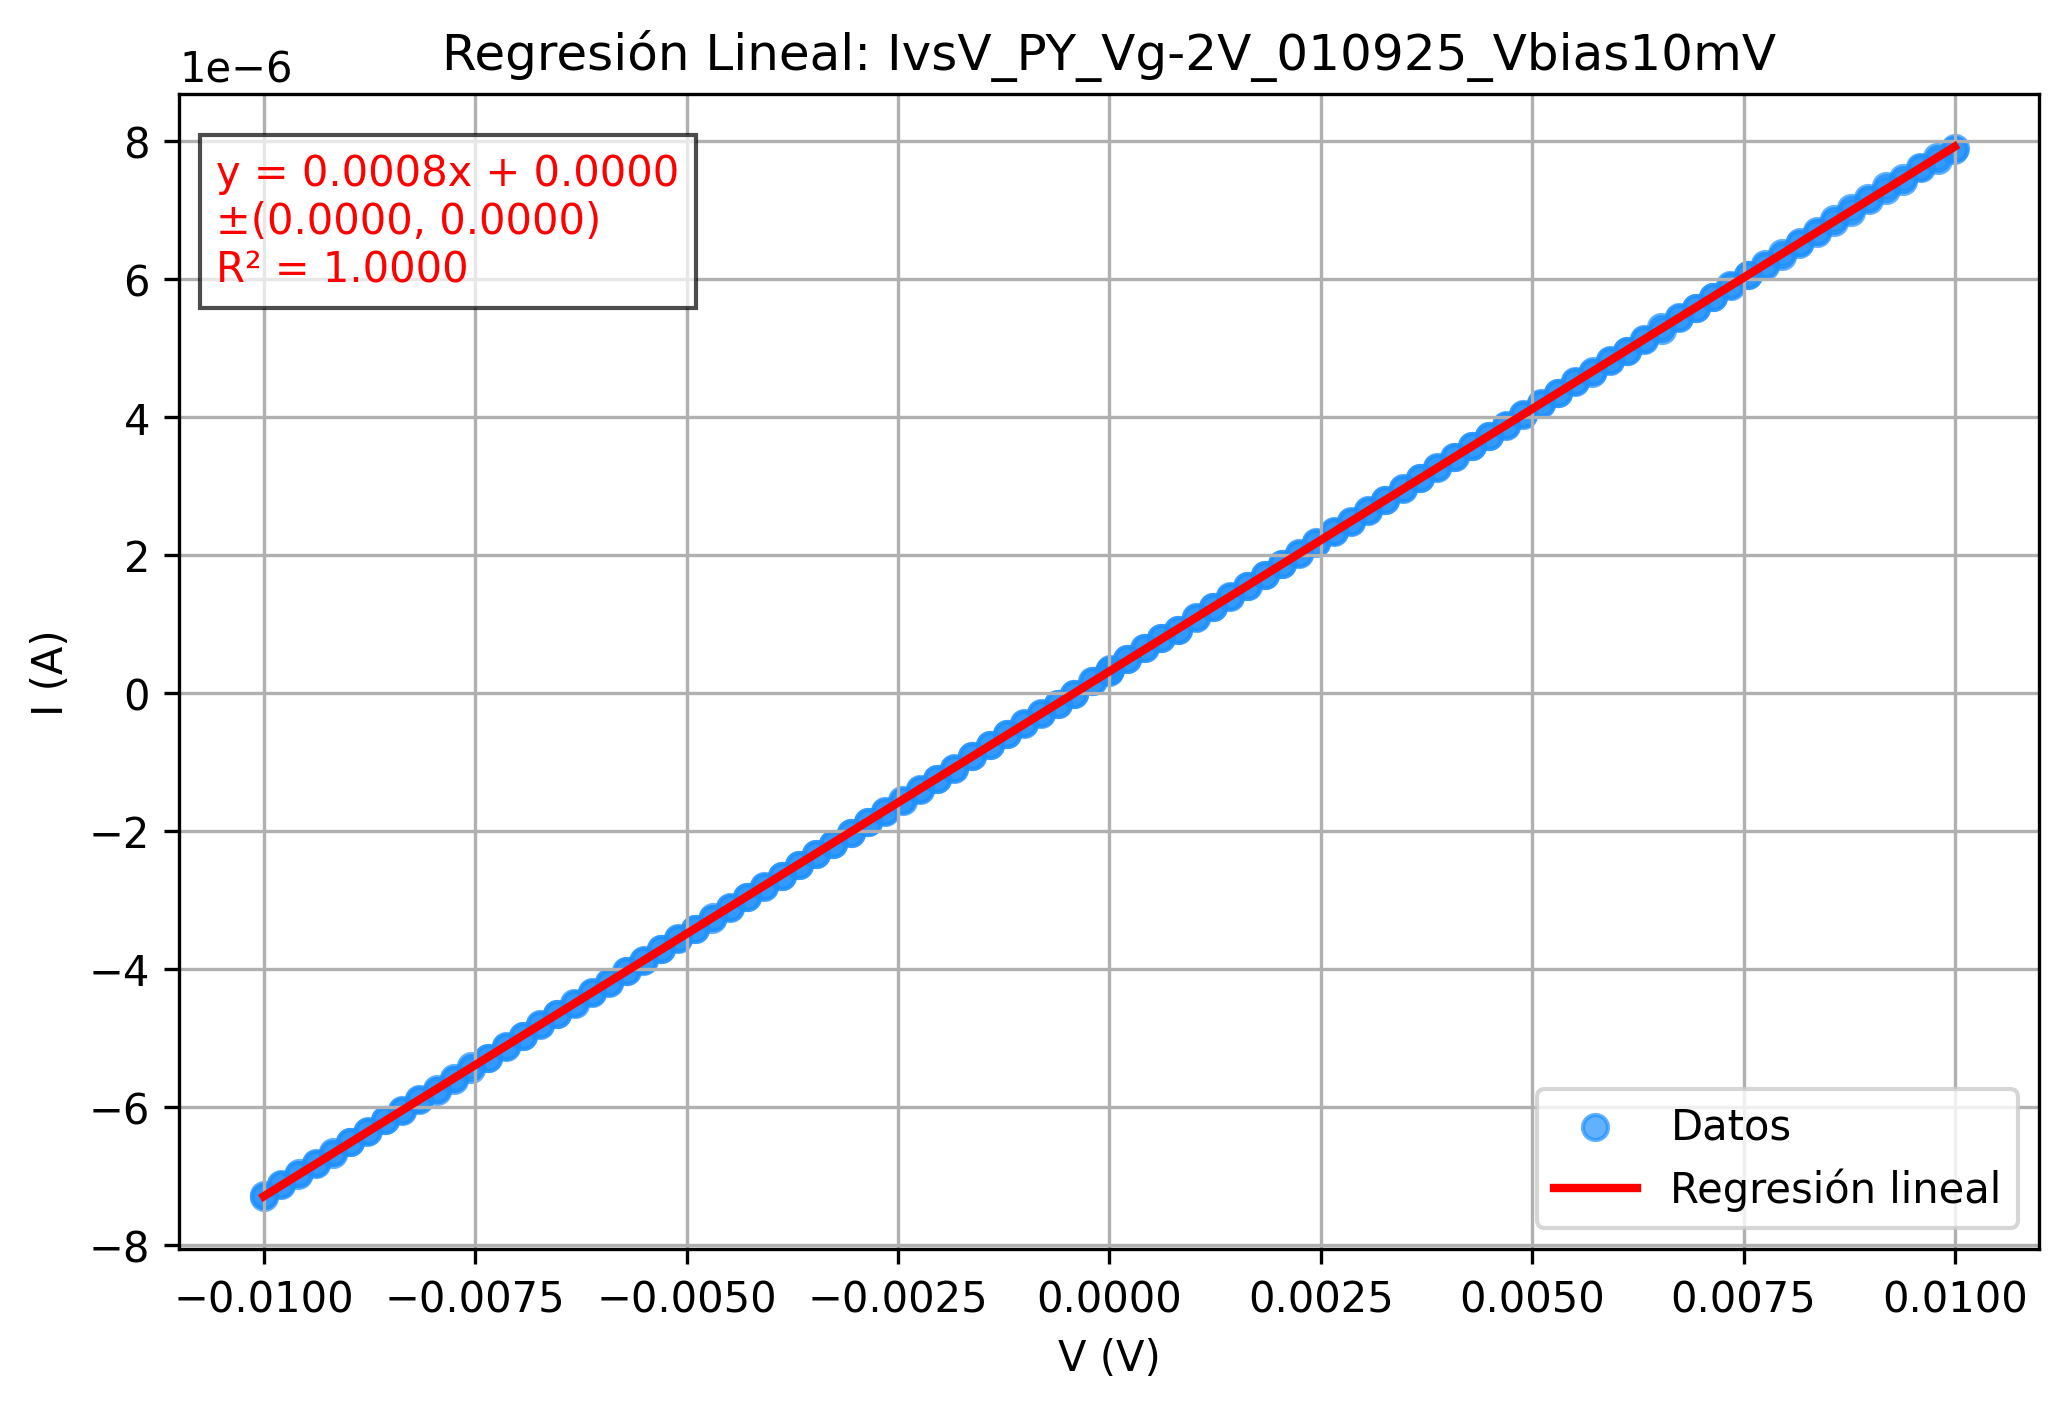 Regresión Lineal: IvsV_PY_Vg-2V_010925_Vbias10mV
1e−6
y = 0.0008x + 0.0000
±(0.0000, 0.0000)
R² = 1.0000
8
6
4
2
0
−2
−4
−6
−8
I (A)
Datos
Regresión lineal
−0.0100 −0.0075 −0.0050 −0.0025 0.0000 0.0025 0.0050 0.0075 0.0100
V (V)